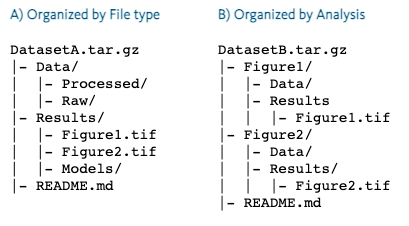 A) Organized by File type
DatasetA.tar.gz
|- Data/
|  |- Processed/
|  |- Raw/
|- Results/
|  |- Figure1.tif
|  |- Figure2.tif
|  |- Models/
|- README.md
B) Organized by Analysis
DatasetB.tar.gz
|- Figure1/
|  |- Data/
|  |- Results
|  |  |- Figure1.tif
|- Figure2/
|  |- Data/
|  |- Results/
|  |  |- Figure2.tif
|- README.md